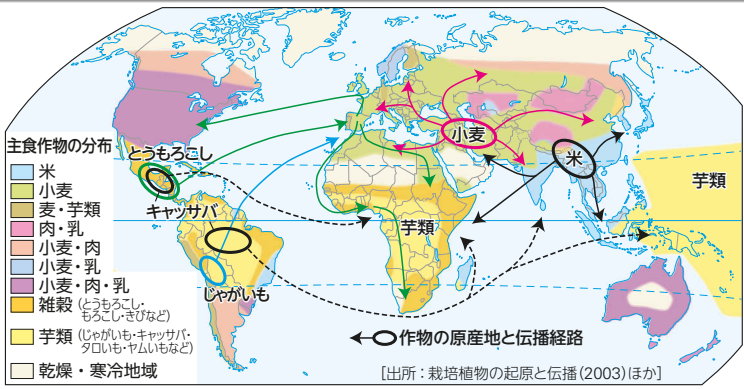 主食作物の分布
米
小麦
麦・芋類
肉・乳
小麦・肉
小麦・乳
小麦・肉・乳
雑穀(とうもろこし・
もろこし・きびなど)
芋類(じゃがいも・キャッサバ・
タロいも・ヤムいもなど)
乾燥・寒冷地域
とうもろこし
キャッサバ
じゃがいも
小麦
米
芋類
芋類
作物の原産地と伝播経路
[出所：栽培植物の起原と伝播(2003)ほか]